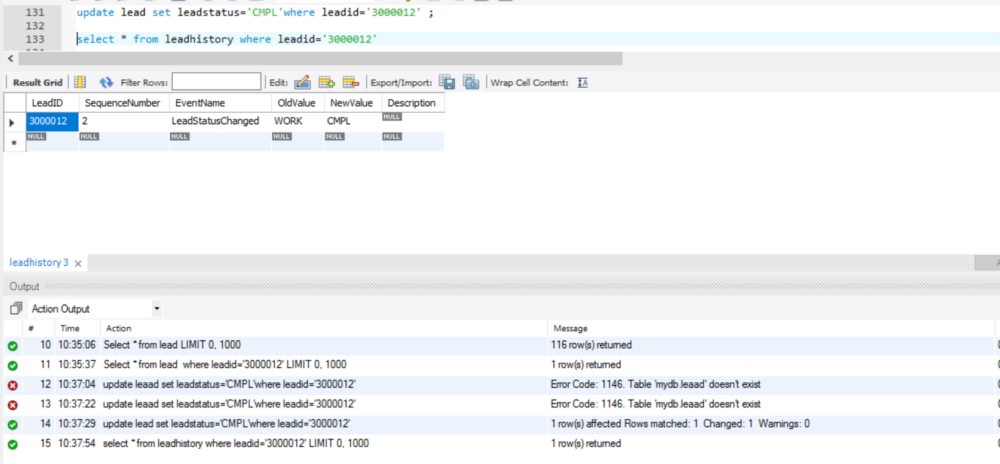 131 update lead set leadstatus='CMPL'where leadid='3000012' ;
132
133 select * from leadhistory where leadid='3000012'
Result Grid Filter Rows: Edit: Export/Import: Wrap Cell Content:
LeadID SequenceNumber EventName OldValue NewValue Description
3000012 2 LeadStatusChanged WORK CMPL NULL
NULL NULL NULL NULL NULL NULL
leadhistory 3
Output
Action Output
# Time Action Message
10 10:35:06 Select * from lead LIMIT 0, 1000 116 row(s) returned
11 10:35:37 Select * from lead  where leadid='3000012' LIMIT 0, 1000 1 row(s) returned
12 10:37:04 update leaad set leadstatus='CMPL'where leadid='3000012' Error Code: 1146. Table 'mydb.leaad' doesn't exist
13 10:37:22 update leaad set leadstatus='CMPL'where leadid='3000012' Error Code: 1146. Table 'mydb.leaad' doesn't exist
14 10:37:29 update lead set leadstatus='CMPL'where leadid='3000012' 1 row(s) affected Rows matched: 1  Changed: 1  Warnings: 0
15 10:37:54 select * from leadhistory where leadid='3000012' LIMIT 0, 1000 1 row(s) returned